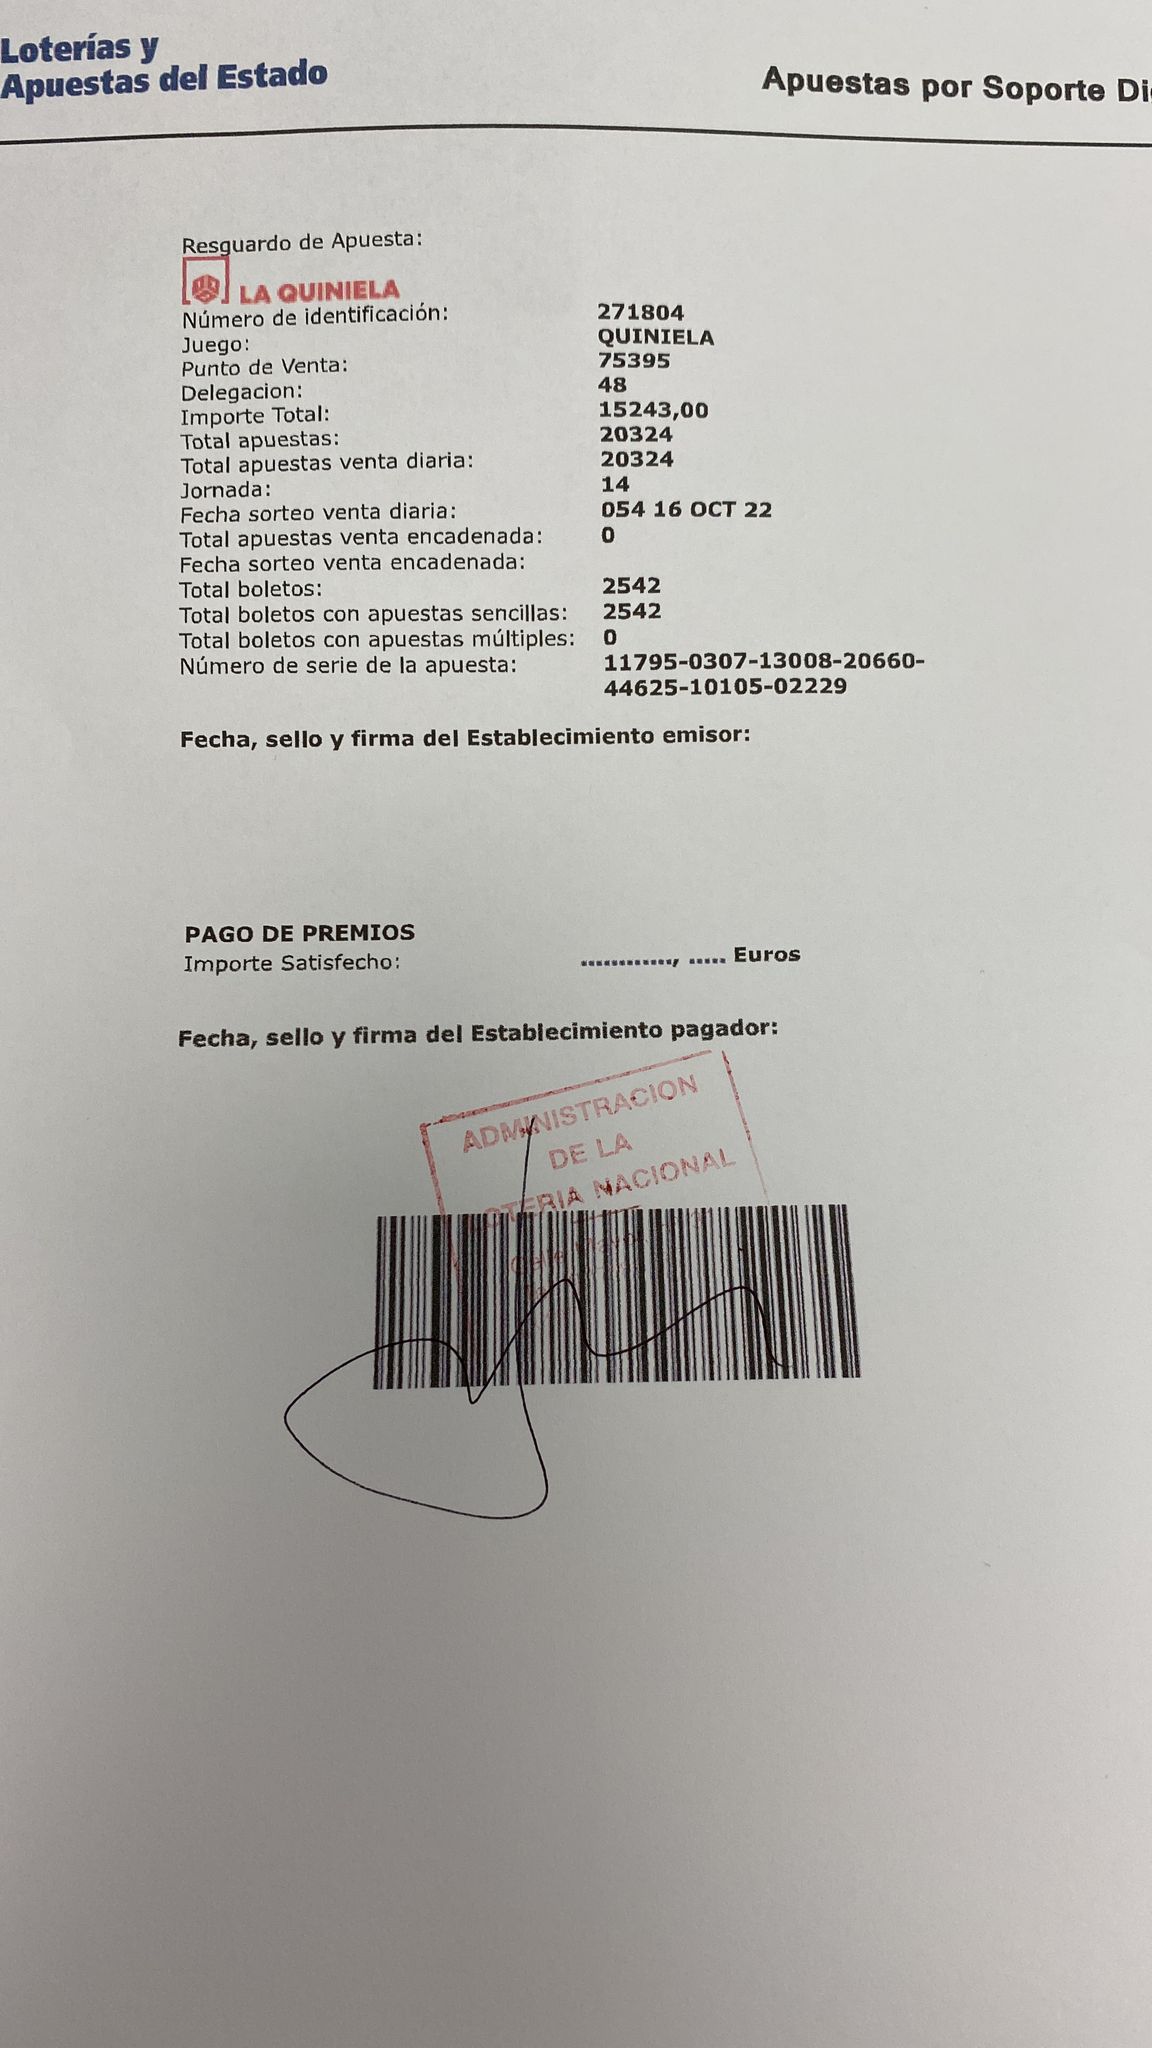 Loterías y
Apuestas del Estado
Apuestas por Soporte
Resguardo de Apuesta:
LA QUINIELA
Número de identificación: 271804
Juego: QUINIELA
Punto de Venta: 75395
Delegacion: 48
Importe Total: 15243,00
Total apuestas: 20324
Total apuestas venta diaria: 20324
Jornada: 14
Fecha sorteo venta diaria: 054 16 OCT 22
Total apuestas venta encadenada: 0
Fecha sorteo venta encadenada:
Total boletos: 2542
Total boletos con apuestas sencillas: 2542
Total boletos con apuestas múltiples: 0
Número de serie de la apuesta: 11795-0307-13008-20660-
44625-10105-02229
Fecha, sello y firma del Establecimiento emisor:
PAGO DE PREMIOS
Importe Satisfecho: ............, ..... Euros
Fecha, sello y firma del Establecimiento pagador:
ADMINISTRACION
DE LA
LOTERIA NACIONAL